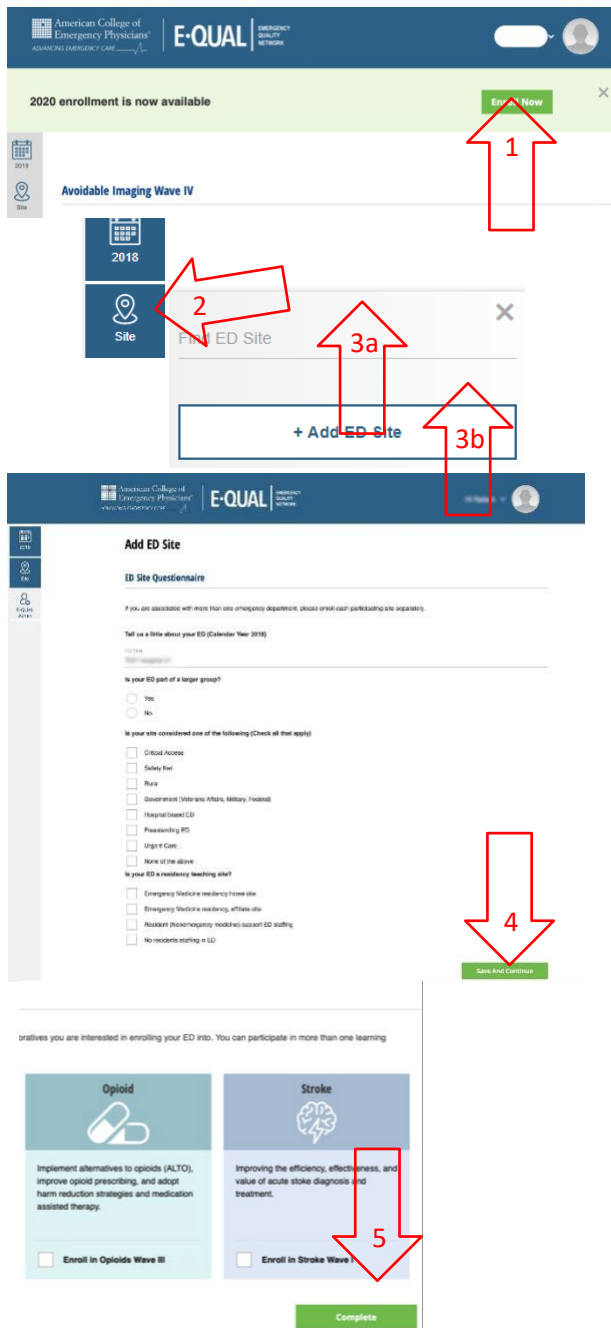 American College of
Emergency Physicians®
ADVANCING EMERGENCY CARE
E·QUAL
EMERGENCY
QUALITY
NETWORK
2020 enrollment is now available
Enroll Now
1
2019
Site
Avoidable Imaging Wave IV
2018
Site
2
Find ED Site
3a
+ Add ED Site
3b
American College of
Emergency Physicians®
ADVANCING EMERGENCY CARE
E·QUAL
EMERGENCY
QUALITY
NETWORK
Site
E-QUAL
Admin
Add ED Site
ED Site Questionnaire
If you are associated with more than one emergency department, please enroll each participating site separately.
Tell us a little about your ED (Calendar Year 2018)
Is your ED part of a larger group?
Yes
No
Is your site considered one of the following (Check all that apply)
Critical Access
Safety Net
Rural
Government (Veterans Affairs, Military, Federal)
Hospital based ED
Freestanding ED
Urgent Care
None of the above
Is your ED a residency teaching site?
Emergency Medicine residency home site
Emergency Medicine residency, affiliate site
Resident (Nonemergency medicine) support ED staffing
No residents staffing in ED
4
Save And Continue
oratives you are interested in enrolling your ED into. You can participate in more than one learning
Opioid
Implement alternatives to opioids (ALTO),
improve opioid prescribing, and adopt
harm reduction strategies and medication
assisted therapy.
Enroll in Opioids Wave III
Stroke
Improving the efficiency, effectiveness, and
value of acute stoke diagnosis and
treatment.
Enroll in Stroke Wave I
5
Complete